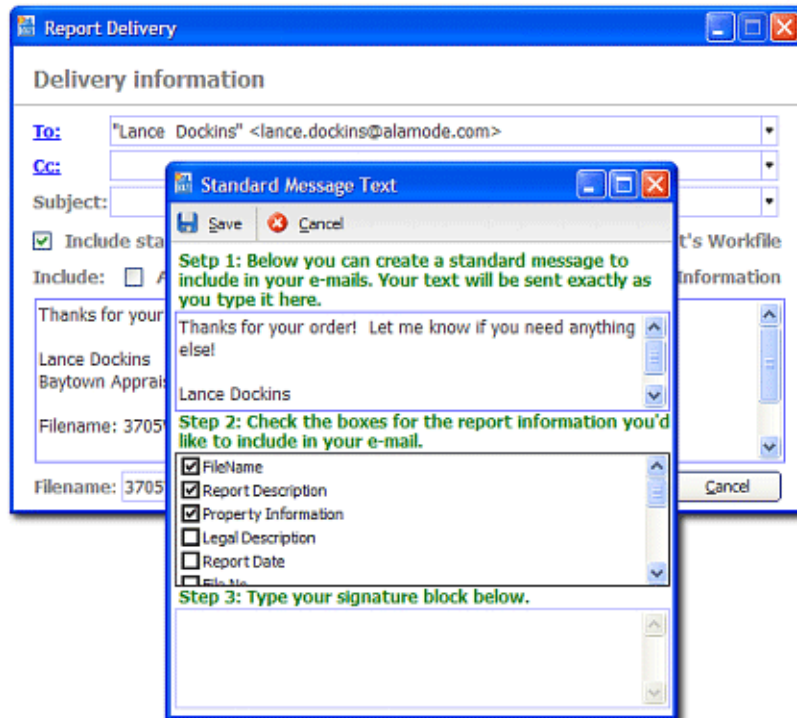 Report Delivery
Delivery information
To: "Lance Dockins" <lance.dockins@alamode.com>
Cc:
Subject:
Include sta
t's Workfile
Include:
Information
Thanks for your
Lance Dockins
Baytown Apprais
Filename: 3705
Filename: 3705
Cancel
Standard Message Text
Save Cancel
Setp 1: Below you can create a standard message to
include in your e-mails. Your text will be sent exactly as
you type it here.
Thanks for your order! Let me know if you need anything
else!
Lance Dockins
Step 2: Check the boxes for the report information you'd
like to include in your e-mail.
FileName
Report Description
Property Information
Legal Description
Report Date
File No
Step 3: Type your signature block below.